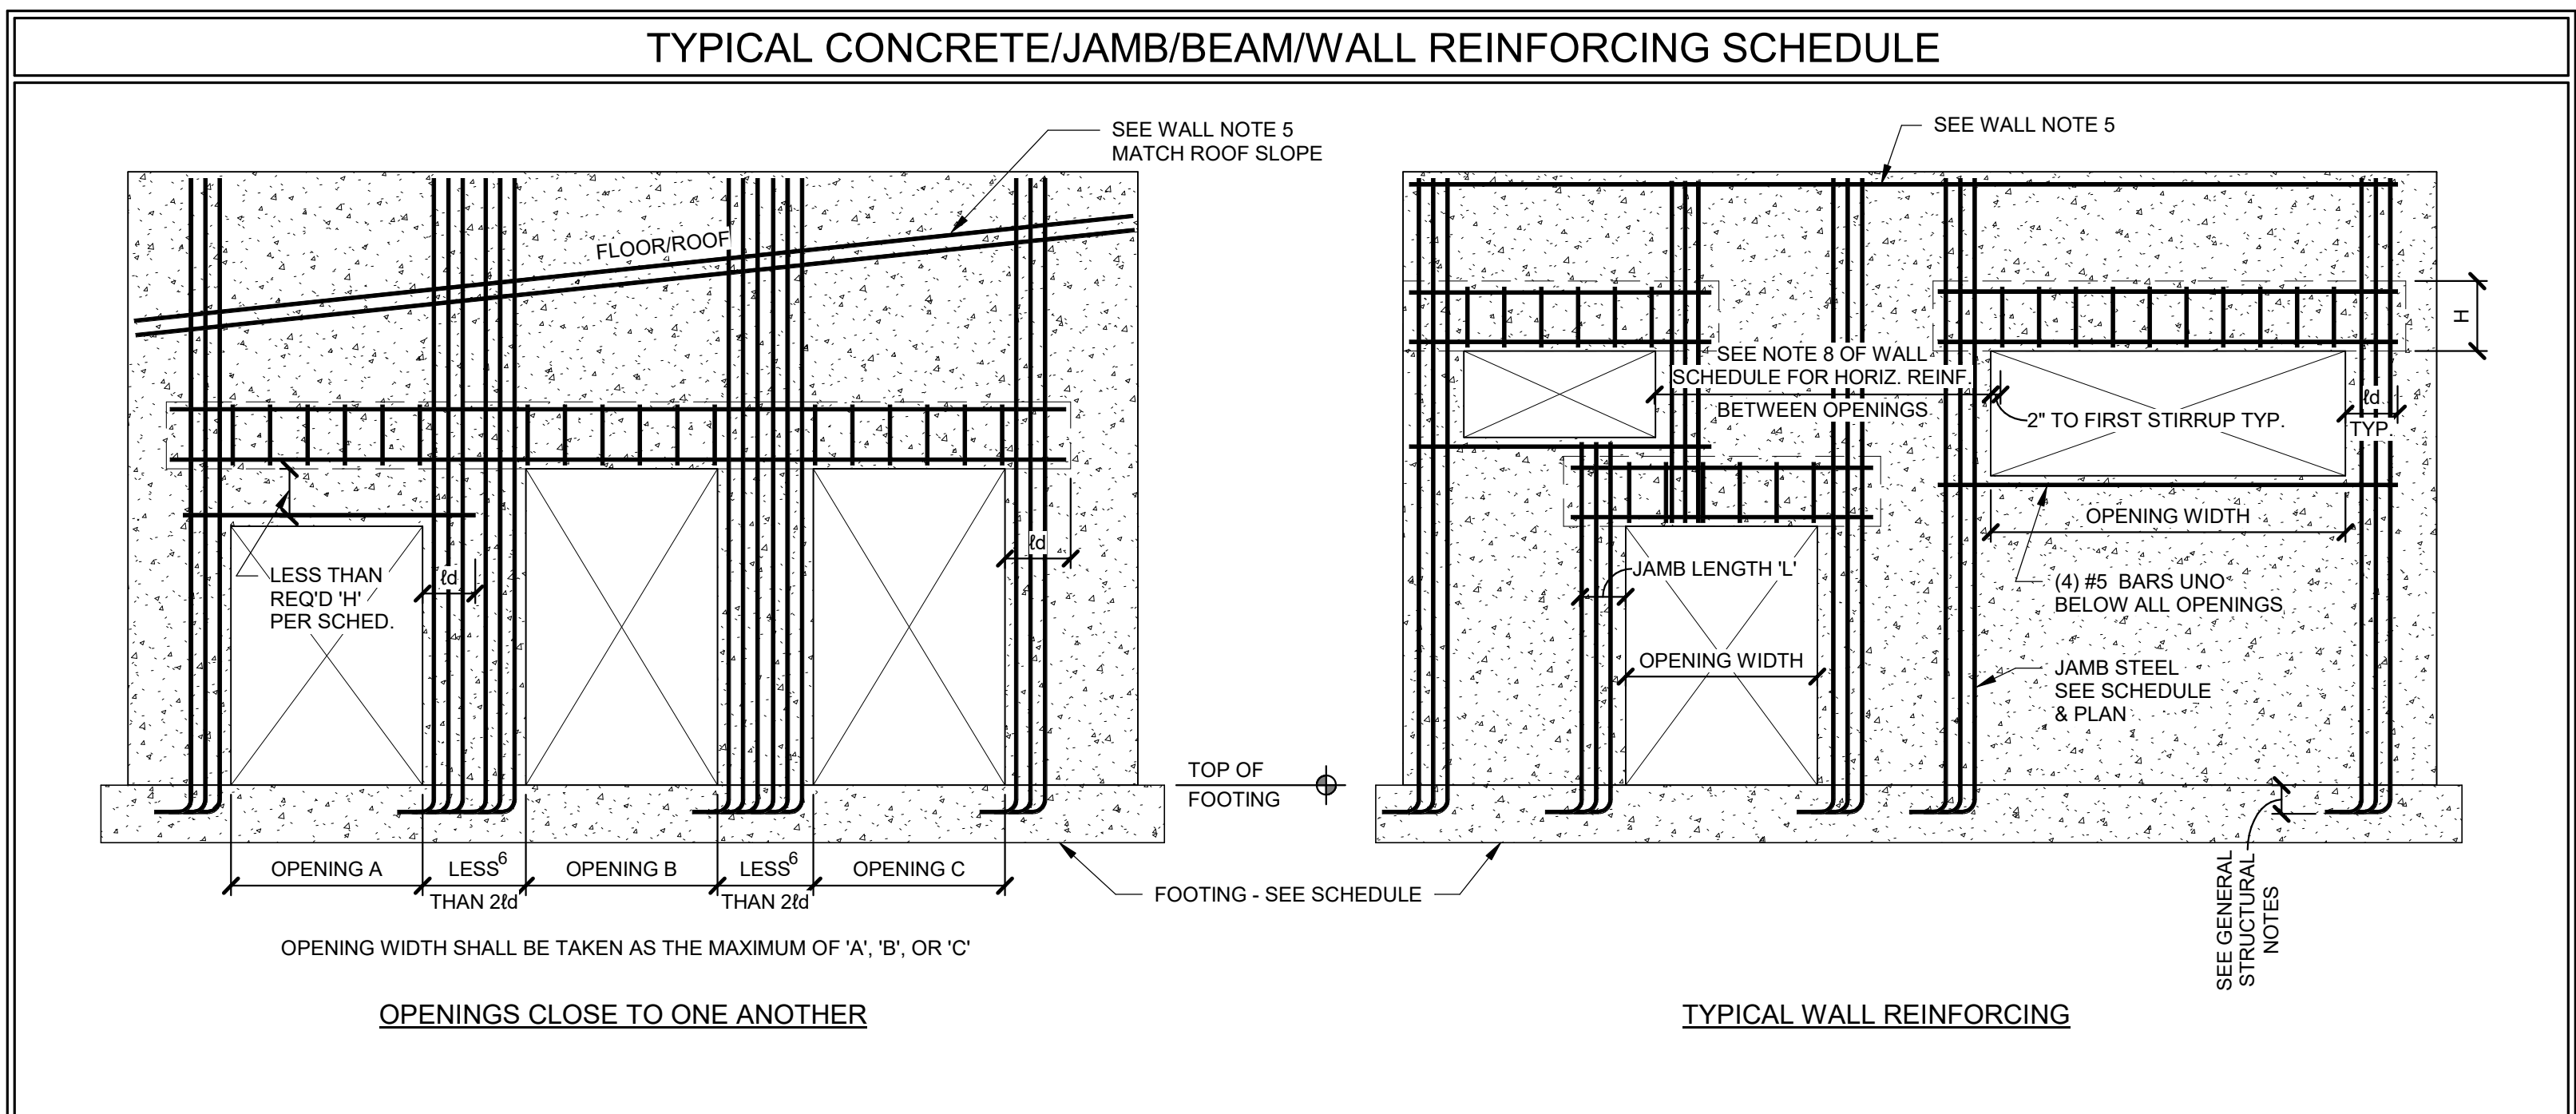 TYPICAL CONCRETE/JAMB/BEAM/WALL REINFORCING SCHEDULE
SEE WALL NOTE 5
MATCH ROOF SLOPE
FLOOR/ROOF
LESS THAN
REQ'D 'H'
PER SCHED.
ℓd
ℓd
OPENING A
LESS⁶
THAN 2ℓd
OPENING B
LESS⁶
THAN 2ℓd
OPENING C
OPENING WIDTH SHALL BE TAKEN AS THE MAXIMUM OF 'A', 'B', OR 'C'
OPENINGS CLOSE TO ONE ANOTHER
TOP OF
FOOTING
FOOTING - SEE SCHEDULE
SEE WALL NOTE 5
H
SEE NOTE 8 OF WALL
SCHEDULE FOR HORIZ. REINF.
BETWEEN OPENINGS
2" TO FIRST STIRRUP TYP.
ℓd
TYP.
OPENING WIDTH
JAMB LENGTH 'L'
(4) #5 BARS UNO
BELOW ALL OPENINGS
OPENING WIDTH
JAMB STEEL
SEE SCHEDULE
& PLAN
SEE GENERAL
STRUCTURAL
NOTES
TYPICAL WALL REINFORCING